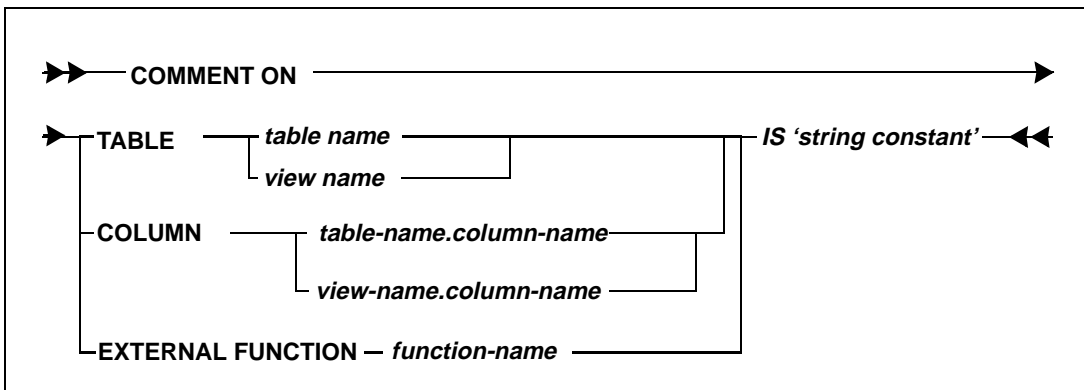 COMMENT ON
TABLE table name IS ‘string constant’
view name
COLUMN table-name.column-name
view-name.column-name
EXTERNAL FUNCTION function-name